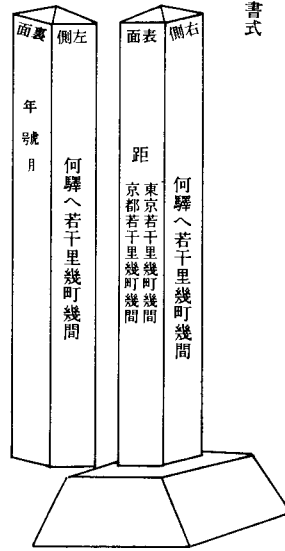 書式
側右
面表
何驛へ若干里幾町幾間
距
東京若干里幾町幾間
京都若干里幾町幾間
側左
面裏
何驛へ若干里幾町幾間
年號月